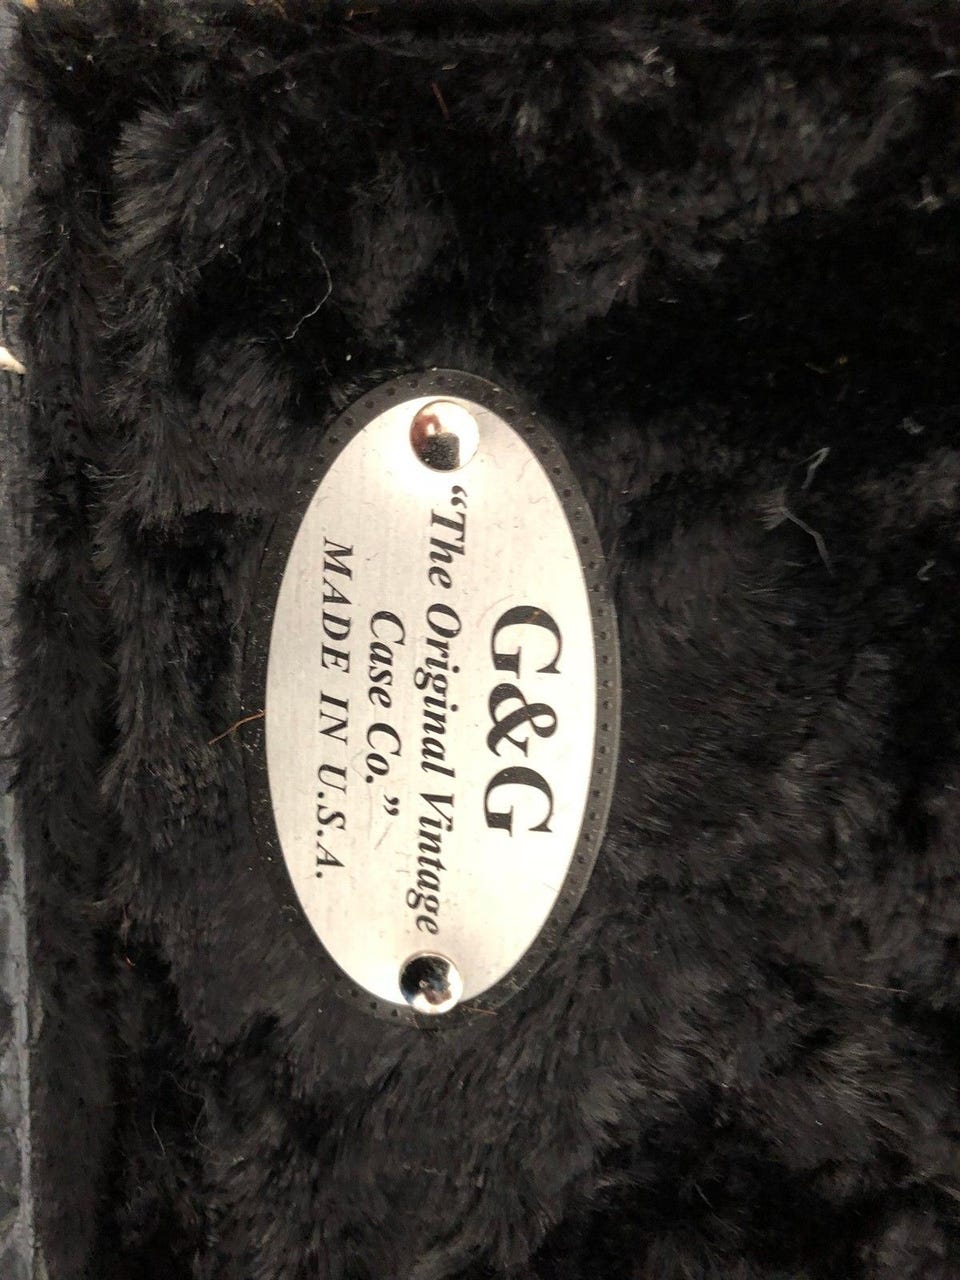 G&G
“The Original Vintage
Case Co.”
MADE IN U.S.A.